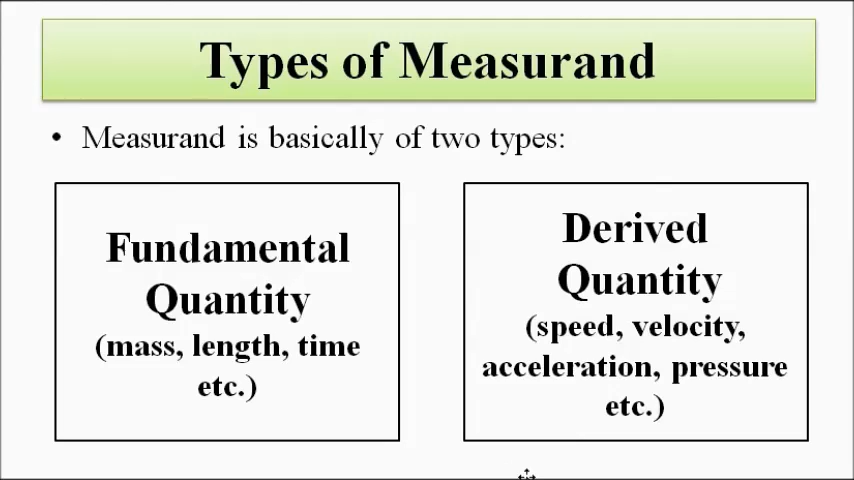 Types of Measurand
• Measurand is basically of two types:
Fundamental
Quantity
(mass, length, time
etc.)
Derived
Quantity
(speed, velocity,
acceleration, pressure
etc.)